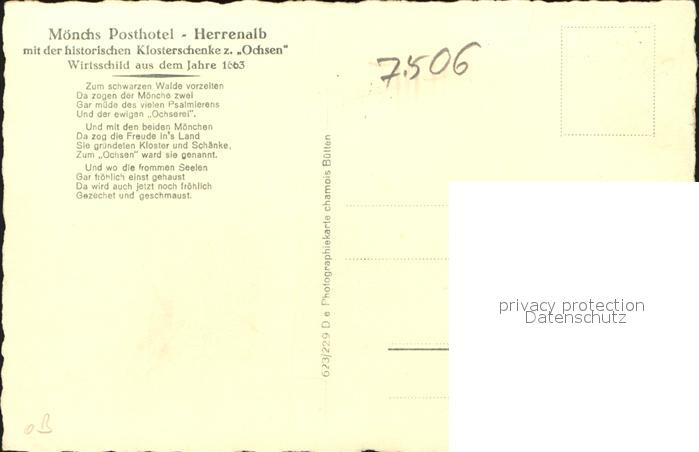 Mönchs Posthotel - Herrenalb
mit der historischen Klosterschenke z. „Ochsen"
Wirtsschild aus dem Jahre 1663
Zum schwarzen Walde vorzeiten
Da zogen der Mönche zwei
Gar müde des vielen Psalmierens
Und der ewigen „Ochserei".
Und mit den beiden Mönchen
Da zog die Freude in's Land
Sie gründeten Kloster und Schänke,
Zum „Ochsen" ward sie genannt.
Und wo die frommen Seelen
Gar fröhlich einst gehaust
Da wird auch jetzt noch fröhlich
Gezechet und geschmaust.
7.506
623/229 D e Photographiekarte chamois Bütten
privacy protection
Datenschutz
oB